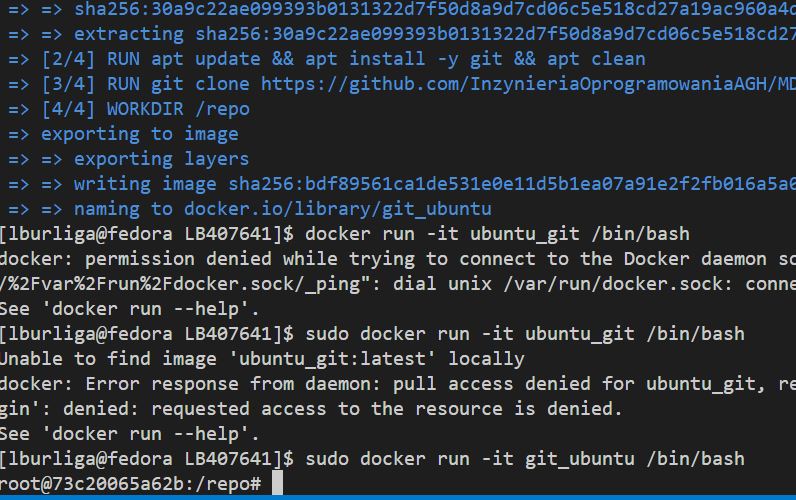 => => sha256:30a9c22ae099393b0131322d7f50d8a9d7cd06c5e518cd27a19ac960a4d
=> => extracting sha256:30a9c22ae099393b0131322d7f50d8a9d7cd06c5e518cd27
=> [2/4] RUN apt update && apt install -y git && apt clean
=> [3/4] RUN git clone https://github.com/InzynieriaOprogramowaniaAGH/MD
=> [4/4] WORKDIR /repo
=> exporting to image
=> => exporting layers
=> => writing image sha256:bdf89561ca1de531e0e11d5b1ea07a91e2f2fb016a5a0
=> => naming to docker.io/library/git_ubuntu
[lburliga@fedora LB407641]$ docker run -it ubuntu_git /bin/bash
docker: permission denied while trying to connect to the Docker daemon so
/%2Fvar%2Frun%2Fdocker.sock/_ping": dial unix /var/run/docker.sock: conne
See 'docker run --help'.
[lburliga@fedora LB407641]$ sudo docker run -it ubuntu_git /bin/bash
Unable to find image 'ubuntu_git:latest' locally
docker: Error response from daemon: pull access denied for ubuntu_git, re
gin': denied: requested access to the resource is denied.
See 'docker run --help'.
[lburliga@fedora LB407641]$ sudo docker run -it git_ubuntu /bin/bash
root@73c20065a62b:/repo#